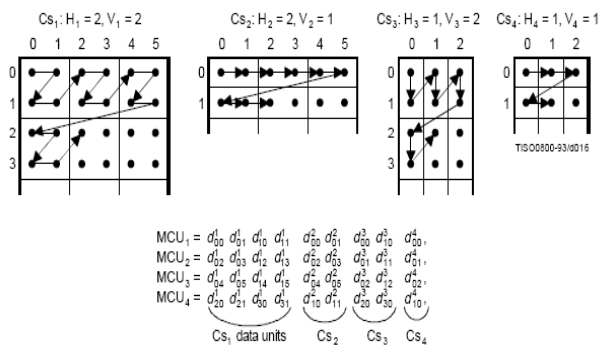 Cs₁: H₁ = 2, V₁ = 2 Cs₂: H₂ = 2, V₂ = 1 Cs₃: H₃ = 1, V₃ = 2 Cs₄: H₄ = 1, V₄ = 1
0 1 2 3 4 5 0 1 2 3 4 5 0 1 2 0 1 2
0 0 0 0
1 1 1 1
2 2
3 3
TISO0800-93/d016
MCU₁ = d¹₀₀ d¹₀₁ d¹₁₀ d¹₁₁ d²₀₀ d²₀₁ d³₀₀ d³₁₀ d⁴₀₀,
MCU₂ = d¹₀₂ d¹₀₃ d¹₁₂ d¹₁₃ d²₀₂ d²₀₃ d³₀₁ d³₁₁ d⁴₀₁,
MCU₃ = d¹₀₄ d¹₀₅ d¹₁₄ d¹₁₅ d²₀₄ d²₀₅ d³₀₂ d³₁₂ d⁴₀₂,
MCU₄ = d¹₂₀ d¹₂₁ d¹₃₀ d¹₃₁ d²₁₀ d²₁₁ d³₂₀ d³₃₀ d⁴₁₀,
Cs₁ data units Cs₂ Cs₃ Cs₄